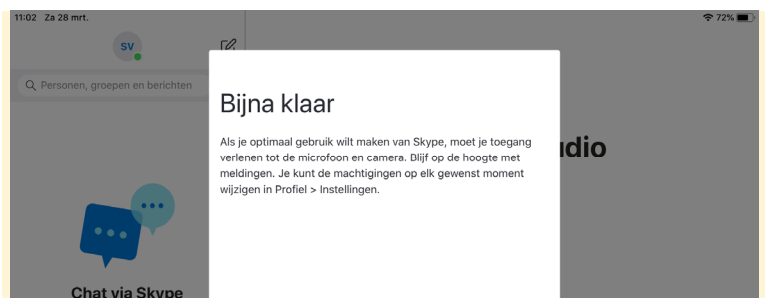 11:02 Za 28 mrt.
72%
SV
Personen, groepen en berichten
Bijna klaar
Als je optimaal gebruik wilt maken van Skype, moet je toegang
verlenen tot de microfoon en camera. Blijf op de hoogte met
meldingen. Je kunt de machtigingen op elk gewenst moment
wijzigen in Profiel > Instellingen.
udio
Chat via Skype